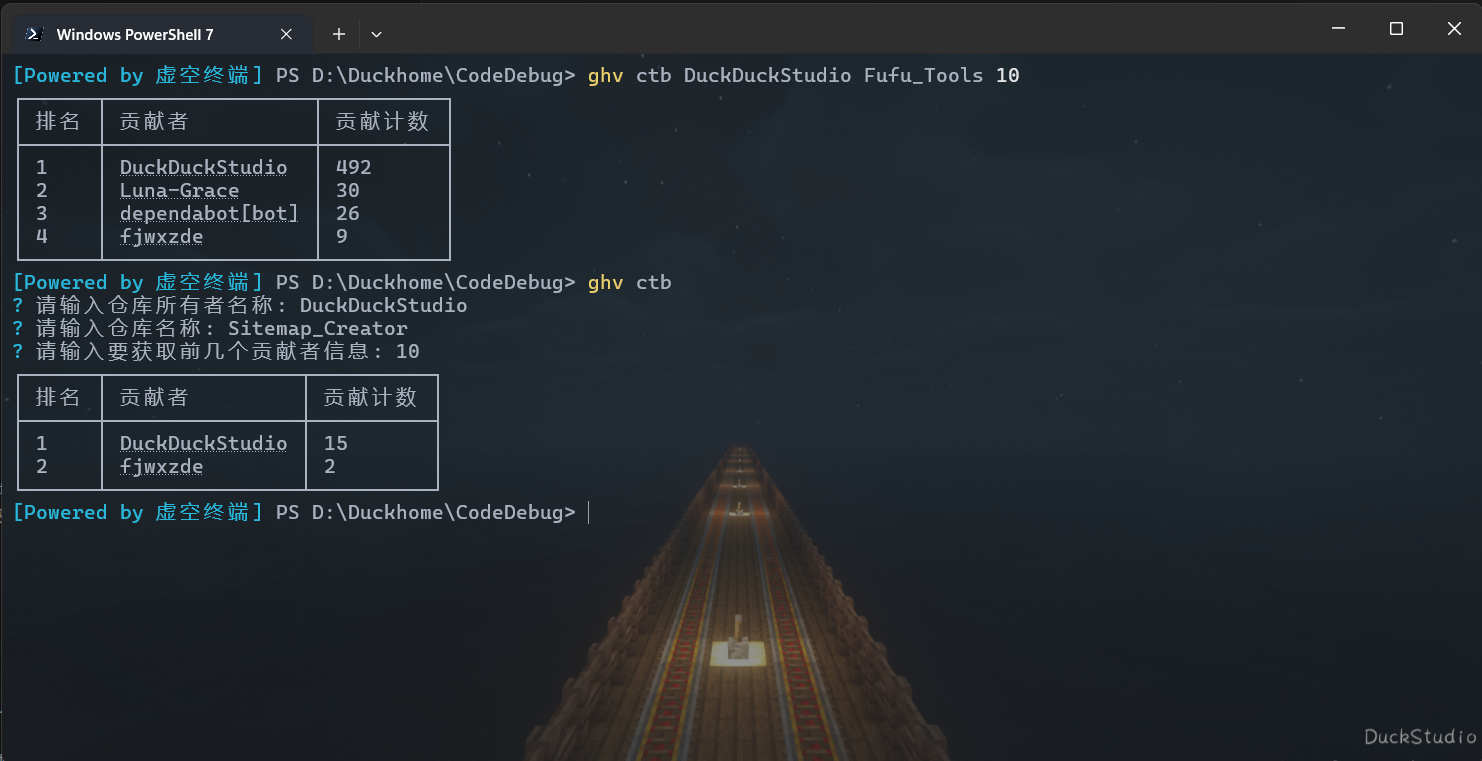 Windows PowerShell 7
[Powered by 虚空终端] PS D:\Duckhome\CodeDebug> ghv ctb DuckDuckStudio Fufu_Tools 10
排名 贡献者 贡献计数
1 DuckDuckStudio 492
2 Luna-Grace 30
3 dependabot[bot] 26
4 fjwxzde 9
[Powered by 虚空终端] PS D:\Duckhome\CodeDebug> ghv ctb
? 请输入仓库所有者名称: DuckDuckStudio
? 请输入仓库名称: Sitemap_Creator
? 请输入要获取前几个贡献者信息: 10
排名 贡献者 贡献计数
1 DuckDuckStudio 15
2 fjwxzde 2
[Powered by 虚空终端] PS D:\Duckhome\CodeDebug>
DuckStudio